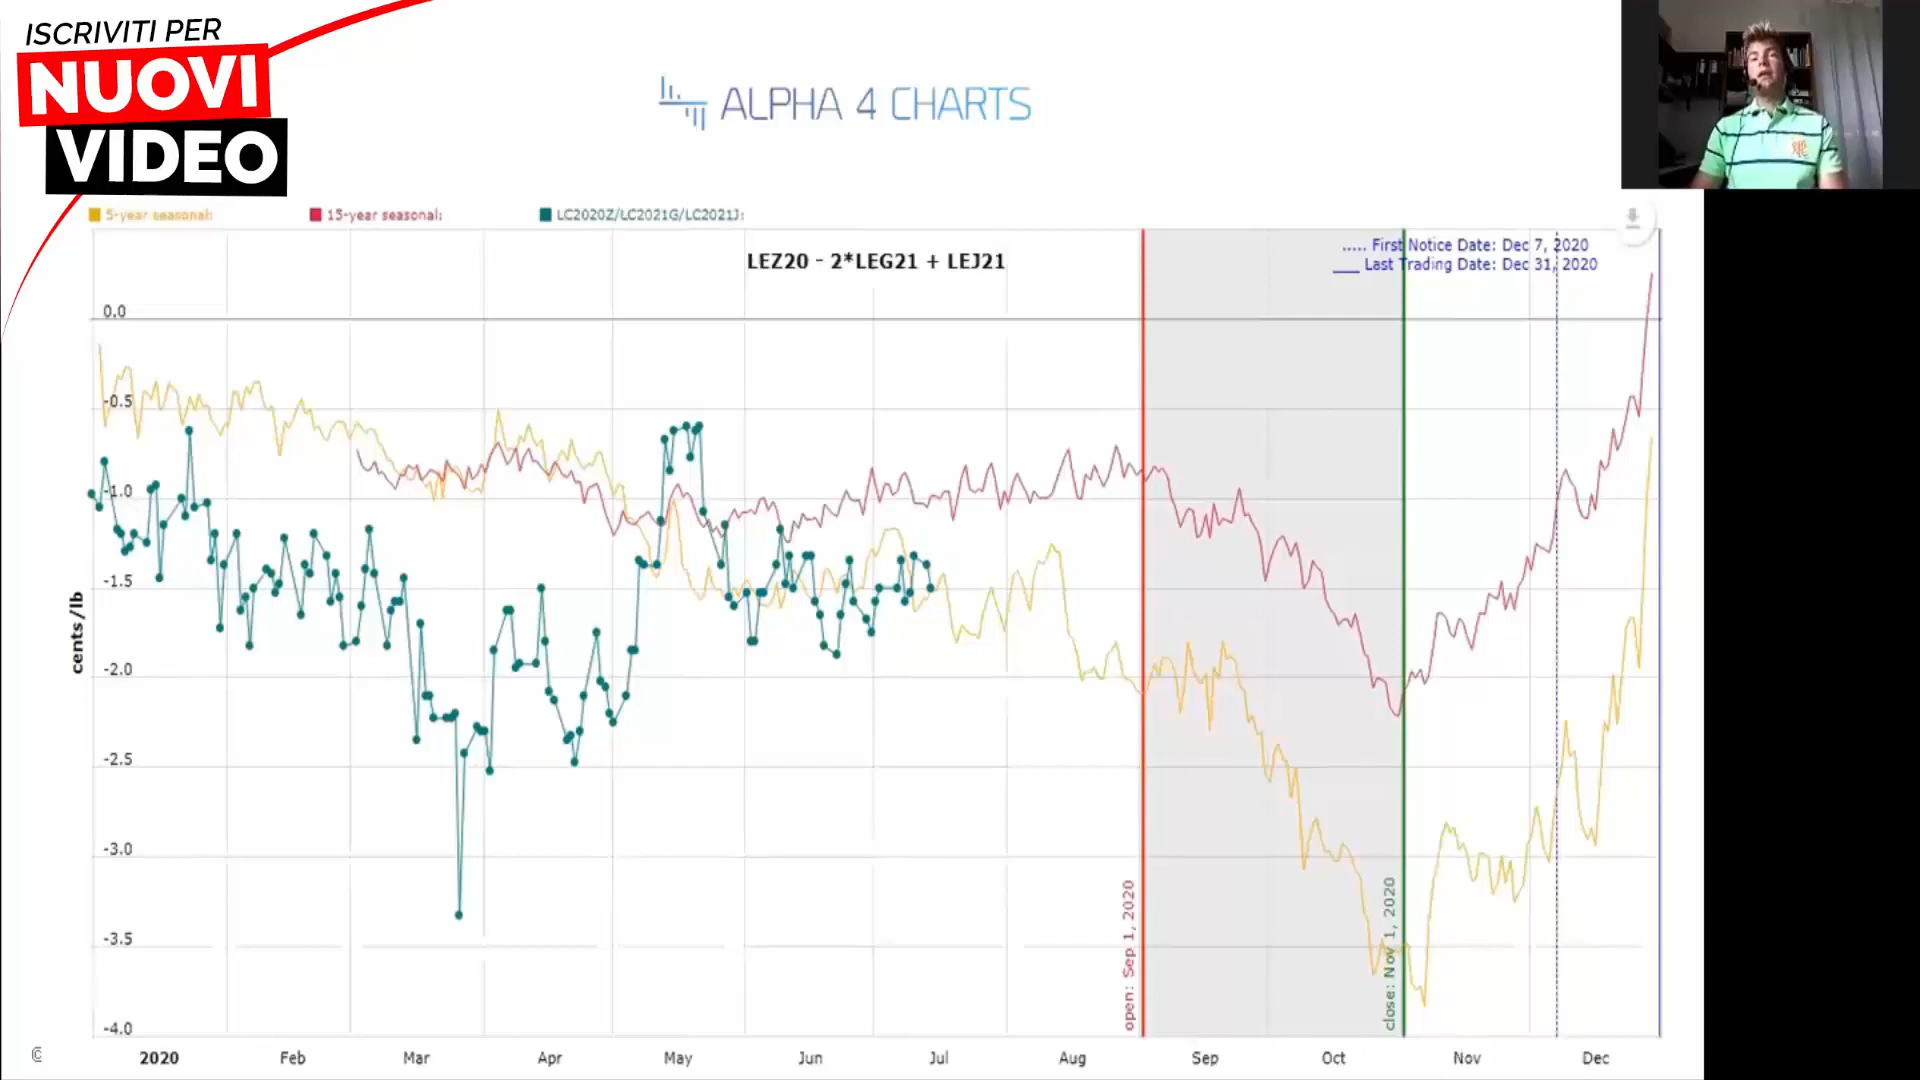 ISCRIVITI PER
NUOVI
VIDEO
ALPHA 4 CHARTS
5-year seasonal:
15-year seasonal:
LC2020Z/LC2021G/LC2021J:
LEZ20 - 2*LEG21 + LEJ21
..... First Notice Date: Dec 7, 2020
___ Last Trading Date: Dec 31, 2020
0.0
-0.5
-1.0
-1.5
-2.0
-2.5
-3.0
-3.5
-4.0
cents/lb
open: Sep 1, 2020
close: Nov 1, 2020
©
2020 Feb Mar Apr May Jun Jul Aug Sep Oct Nov Dec